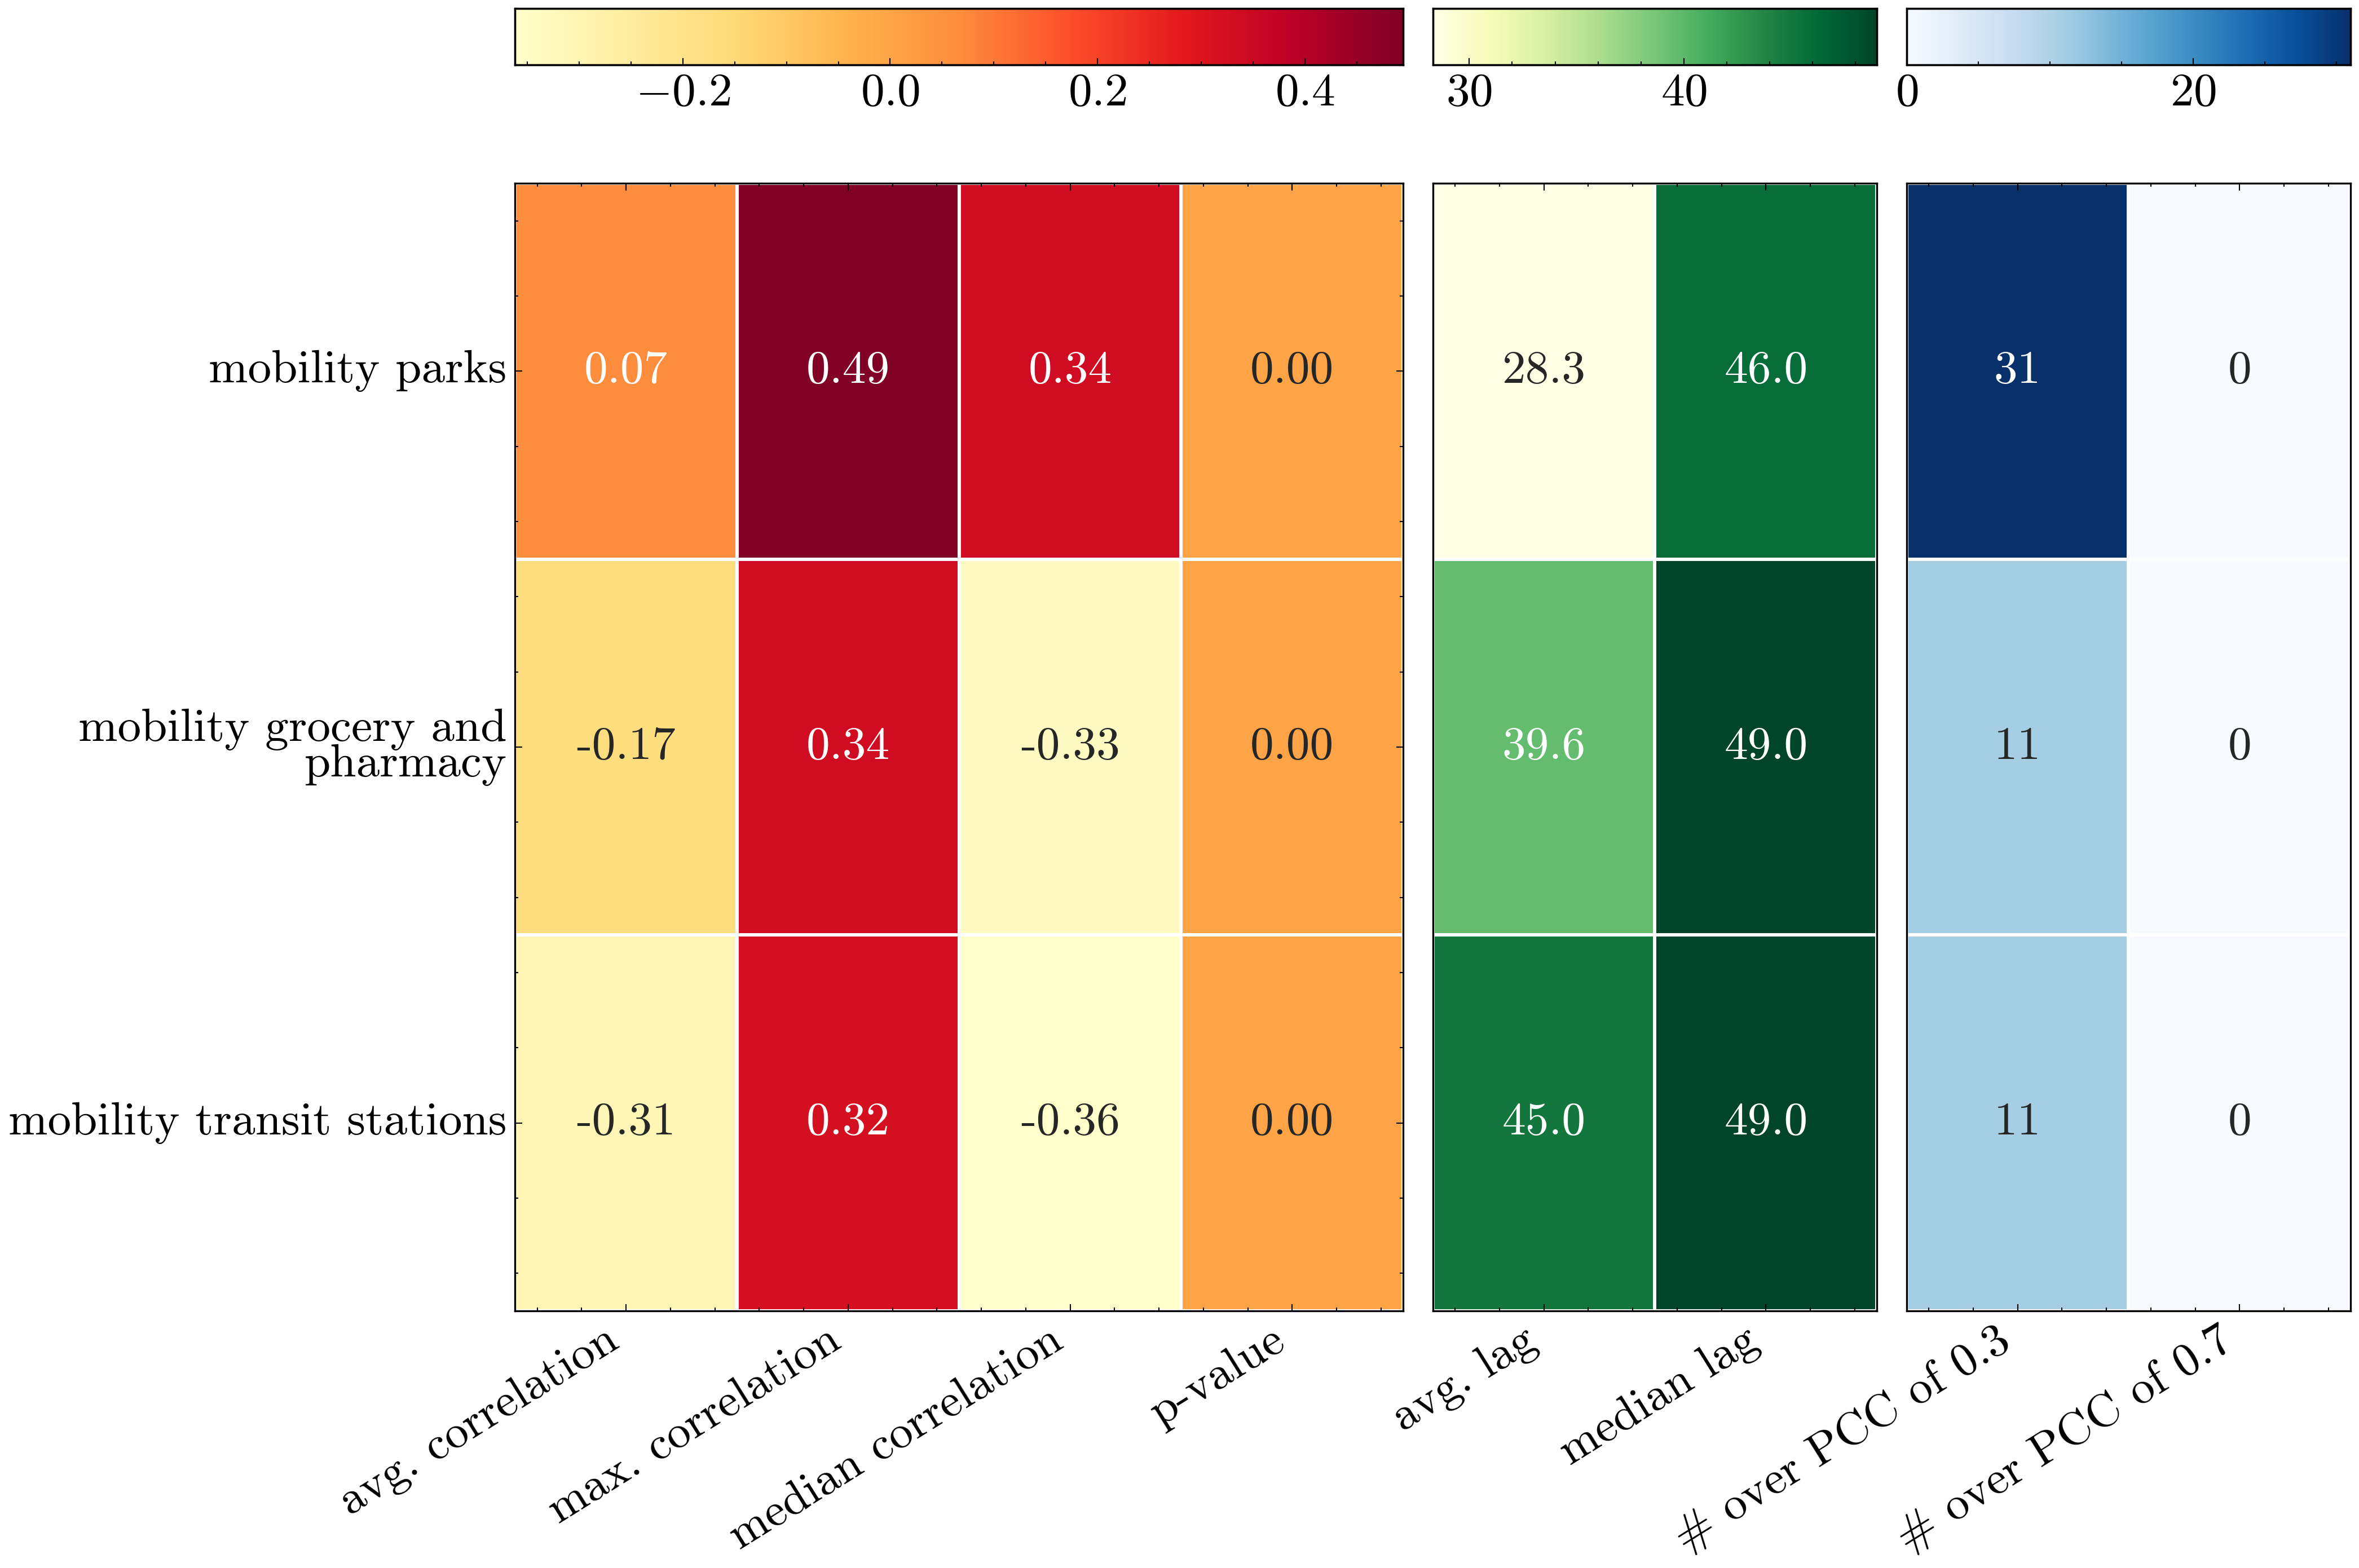 −0.2 0.0 0.2 0.4 30 40 0 20
mobility parks 0.07 0.49 0.34 0.00 28.3 46.0 31 0
mobility grocery and
pharmacy
-0.17 0.34 -0.33 0.00 39.6 49.0 11 0
mobility transit stations -0.31 0.32 -0.36 0.00 45.0 49.0 11 0
avg. correlation
max. correlation
median correlation
p-value
avg. lag
median lag
# over PCC of 0.3
# over PCC of 0.7